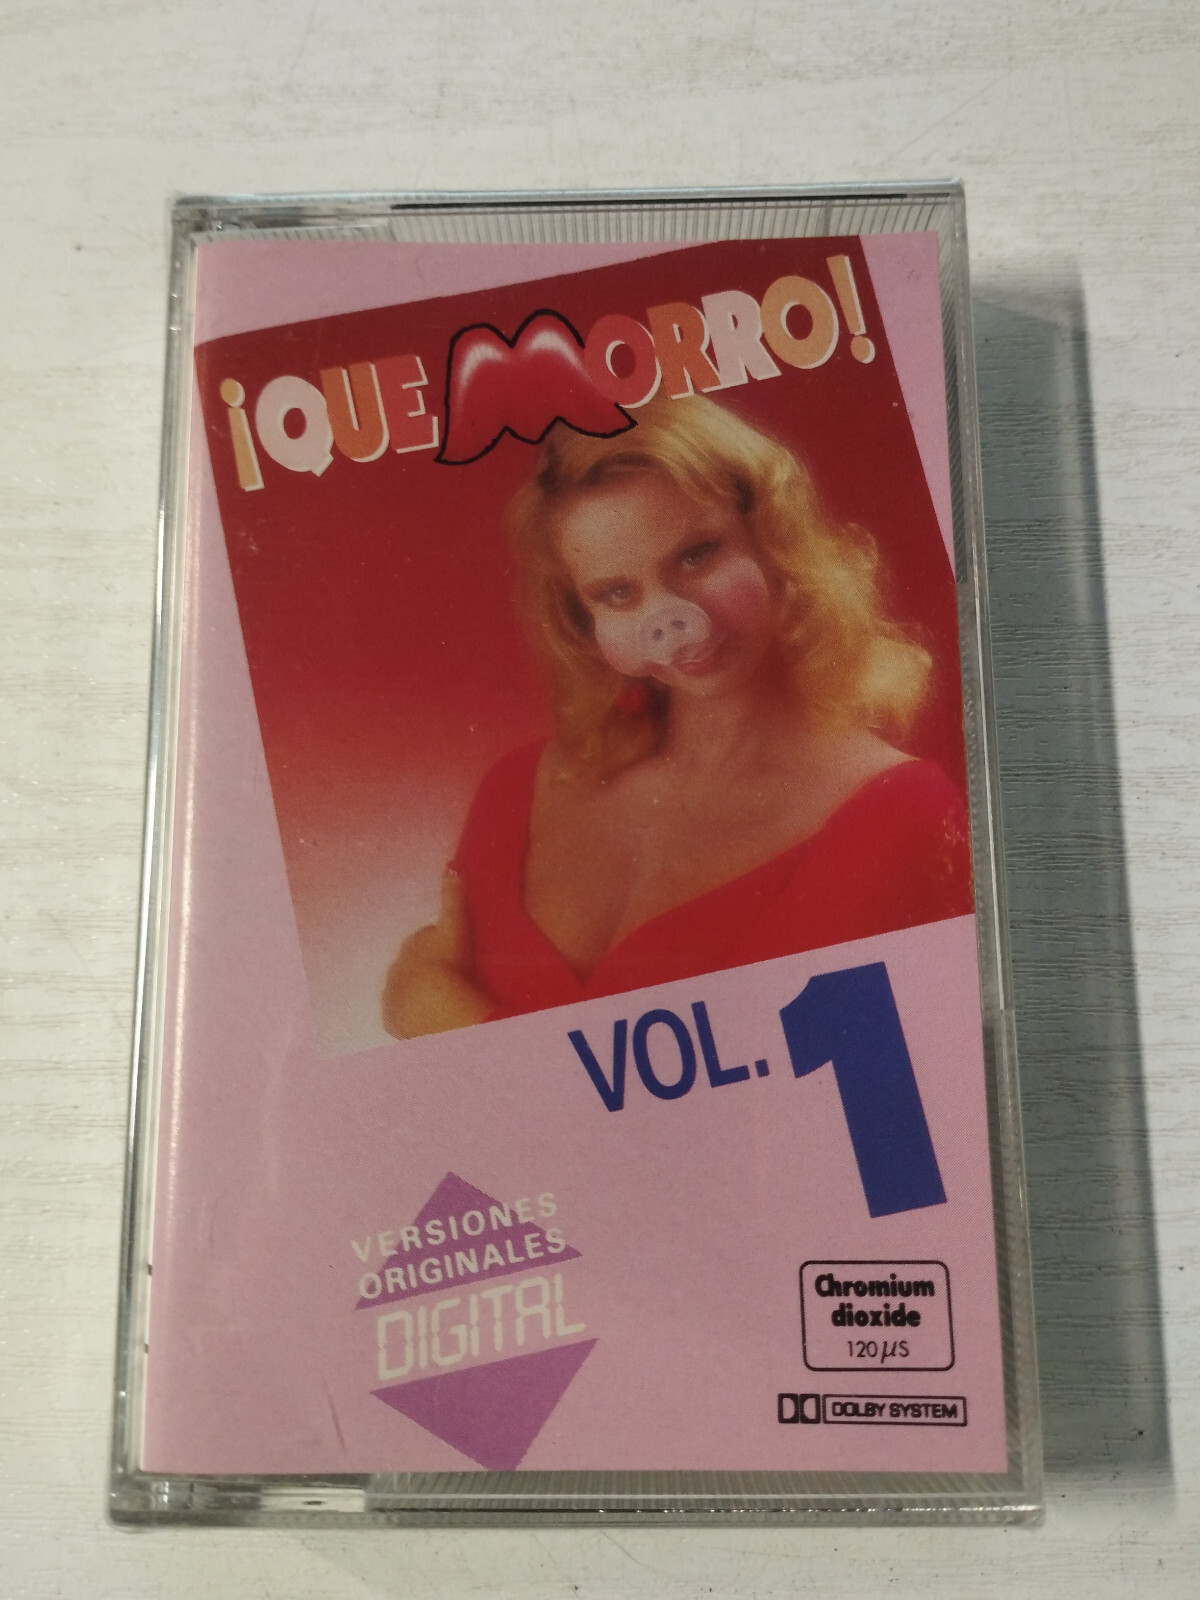 ¡QUE MORRO!
VOL. 1
VERSIONES
ORIGINALES
DIGITAL
Chromium
dioxide
120 μS
DOLBY SYSTEM